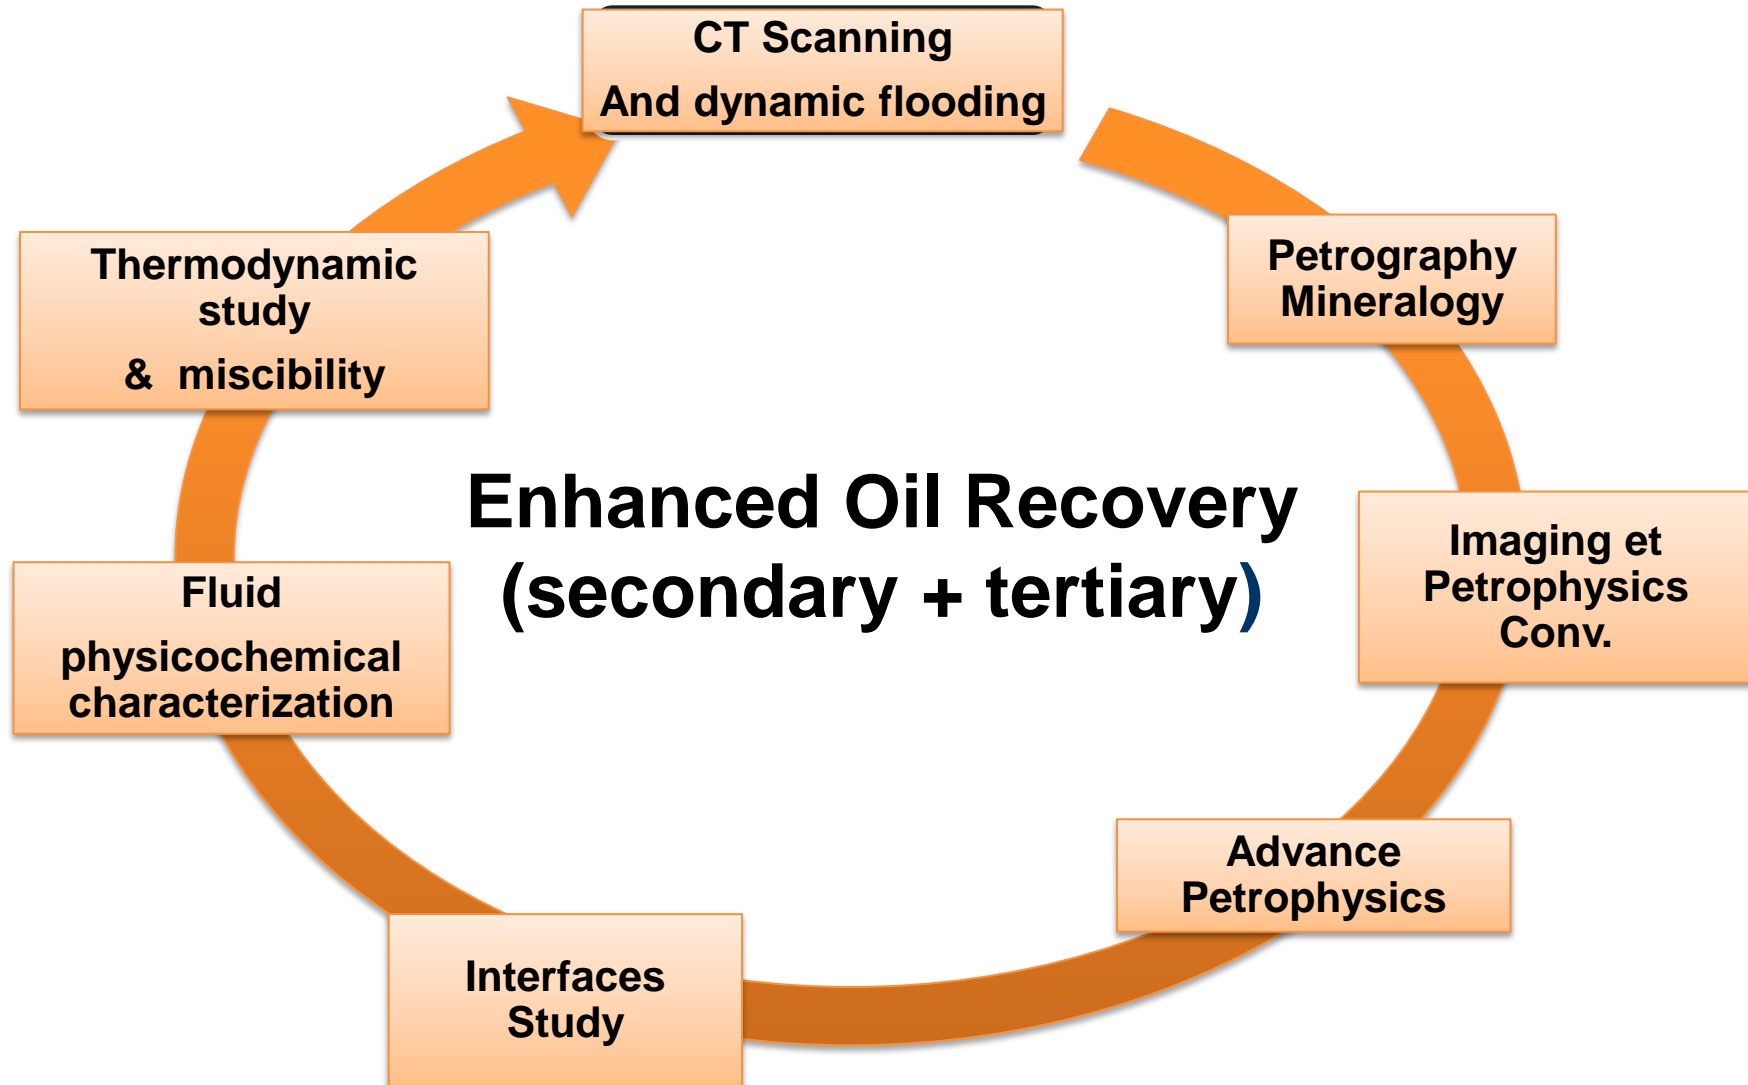 CT Scanning
And dynamic flooding
Petrography
Mineralogy
Imaging et
Petrophysics
Conv.
Advance
Petrophysics
Interfaces
Study
Fluid
physicochemical
characterization
Thermodynamic
study
& miscibility
Enhanced Oil Recovery
(secondary + tertiary)